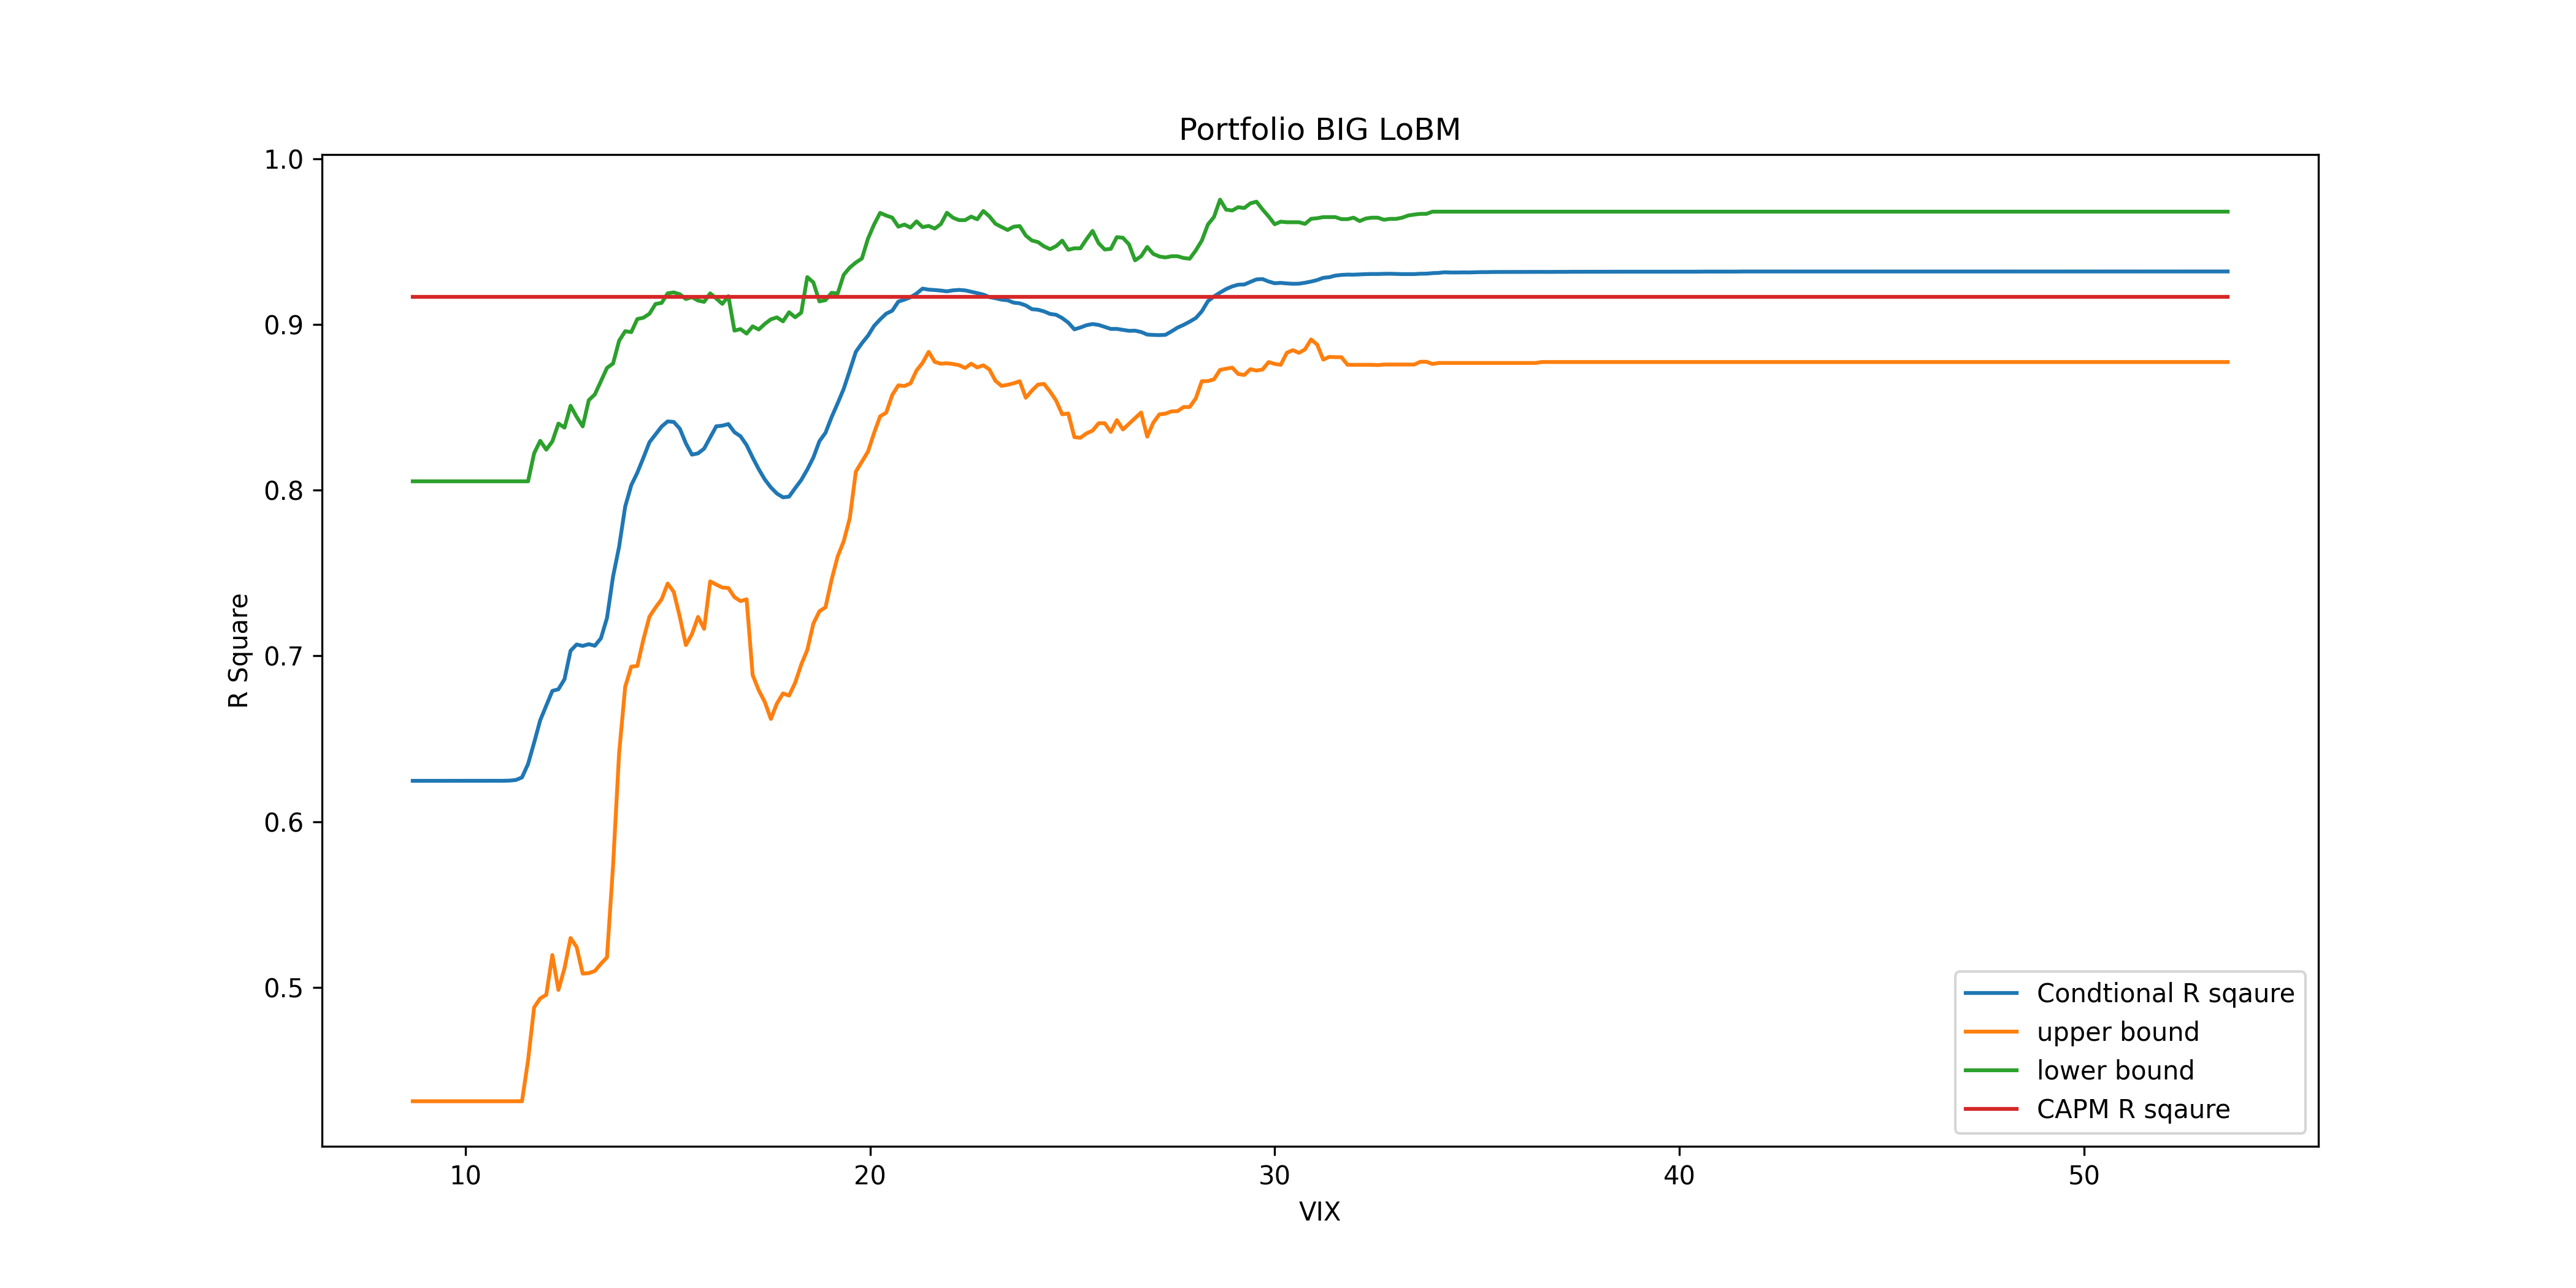 Portfolio BIG LoBM
1.0
0.9
0.8
0.7
0.6
0.5
R Square
10
20
30
40
50
VIX
Condtional R sqaure
upper bound
lower bound
CAPM R sqaure